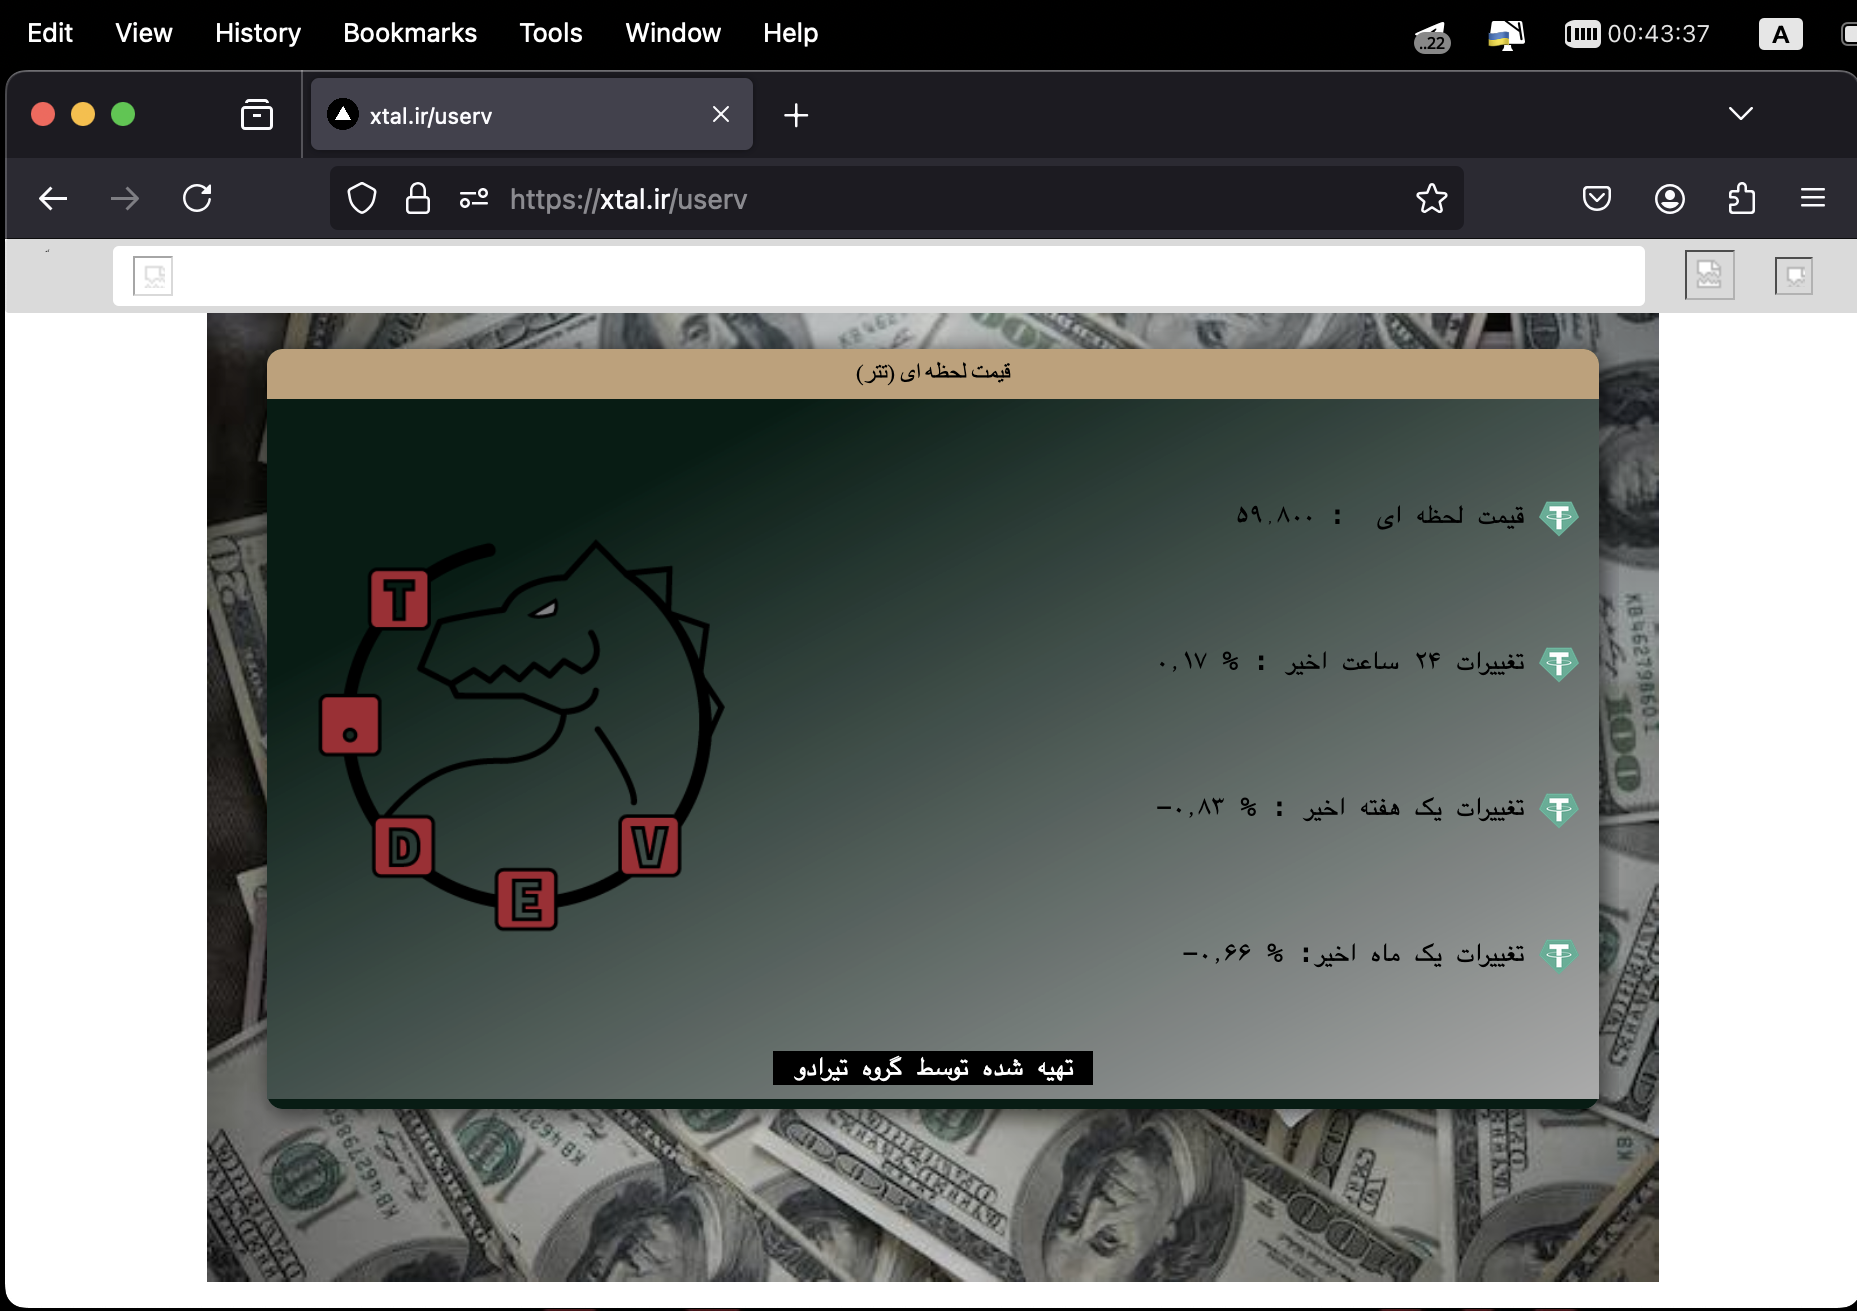 Edit View History Bookmarks Tools Window Help
..22
00:43:37
A
xtal.ir/userv
https://xtal.ir/userv
قیمت لحظه ای (تتر)
قیمت لحظه ای : ۵۹.۸۰۰
تغییرات ۲۴ ساعت اخیر : % ۰,۱۷
تغییرات یک هفته اخیر : % ۰,۸۳-
تغییرات یک ماه اخیر: % ۰,۶۶-
T
.
D
E
V
تهیه شده توسط گروه تیرادو
KB46279860I
100